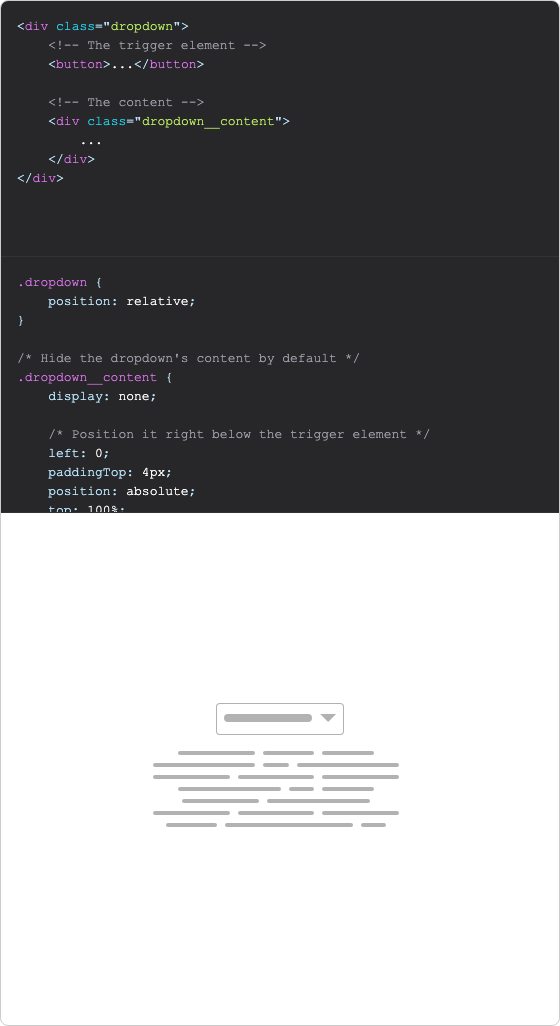 <div class="dropdown">
    <!-- The trigger element -->
    <button>...</button>

    <!-- The content -->
    <div class="dropdown__content">
        ...
    </div>
</div>
.dropdown {
    position: relative;
}

/* Hide the dropdown's content by default */
.dropdown__content {
    display: none;

    /* Position it right below the trigger element */
    left: 0;
    paddingTop: 4px;
    position: absolute;
    top: 100%;